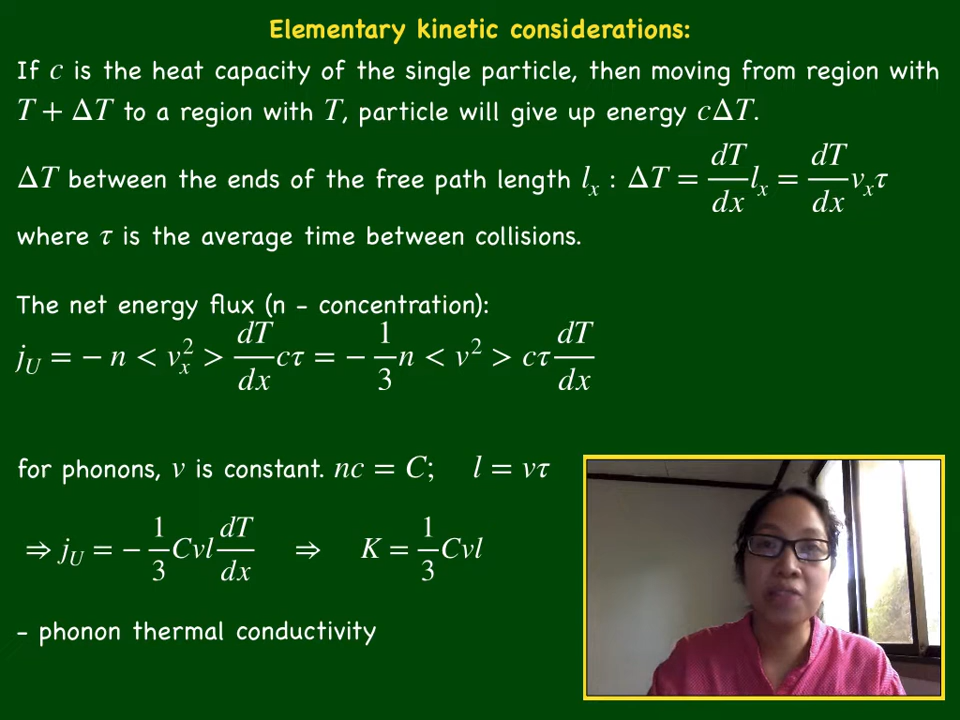 Elementary kinetic considerations:
If c is the heat capacity of the single particle, then moving from region with
T + ΔT to a region with T, particle will give up energy cΔT.
ΔT between the ends of the free path length l_x : ΔT = dT/dx l_x = dT/dx v_x τ
where τ is the average time between collisions.
The net energy flux (n - concentration):
j_U = − n < v_x^2 > dT/dx cτ = − 1/3 n < v^2 > cτ dT/dx
for phonons, v is constant. nc = C; l = vτ
⇒ j_U = − 1/3 Cvl dT/dx ⇒ K = 1/3 Cvl
- phonon thermal conductivity